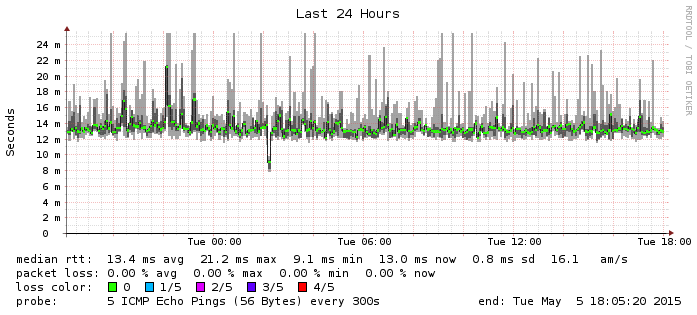 Last 24 Hours
RRDTOOL / TOBI OETIKER
Seconds
24 m
22 m
20 m
18 m
16 m
14 m
12 m
10 m
8 m
6 m
4 m
2 m
0
Tue 00:00 Tue 06:00 Tue 12:00 Tue 18:00
median rtt: 13.4 ms avg 21.2 ms max 9.1 ms min 13.0 ms now 0.8 ms sd 16.1 am/s
packet loss: 0.00 % avg 0.00 % max 0.00 % min 0.00 % now
loss color: 0 1/5 2/5 3/5 4/5
probe: 5 ICMP Echo Pings (56 Bytes) every 300s end: Tue May 5 18:05:20 2015